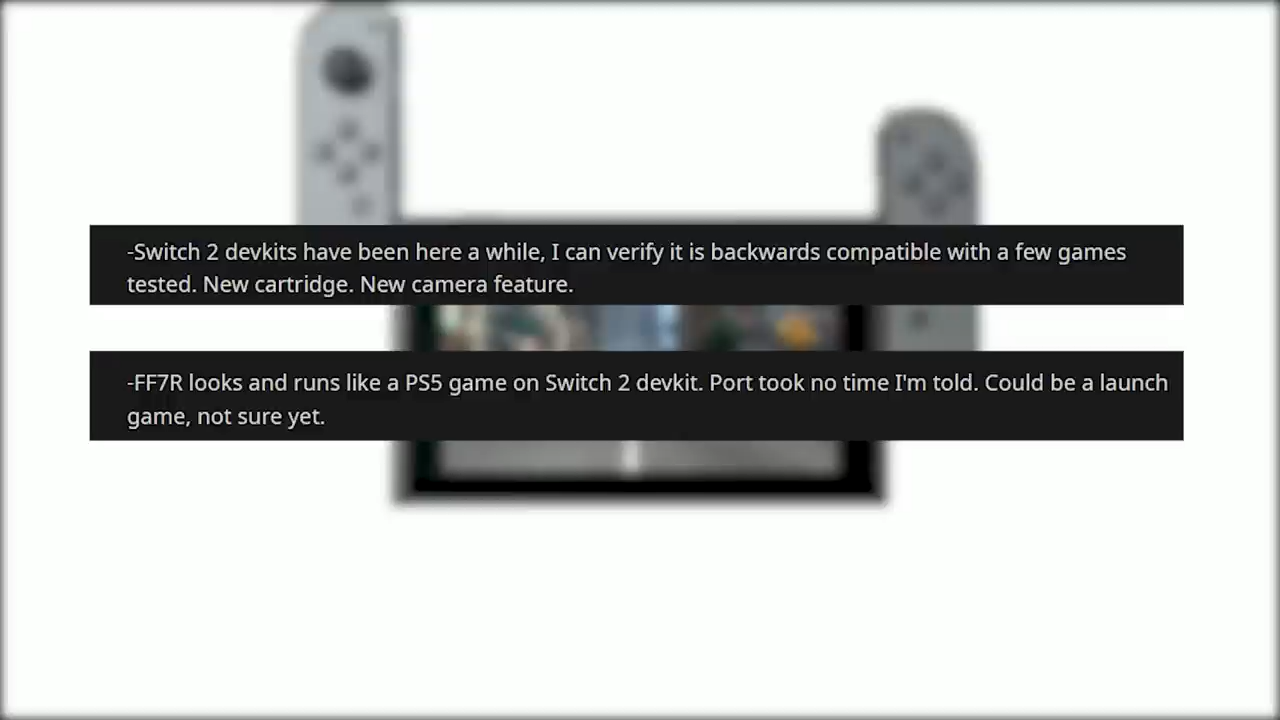 -Switch 2 devkits have been here a while, I can verify it is backwards compatible with a few games
tested. New cartridge. New camera feature.
-FF7R looks and runs like a PS5 game on Switch 2 devkit. Port took no time I'm told. Could be a launch
game, not sure yet.